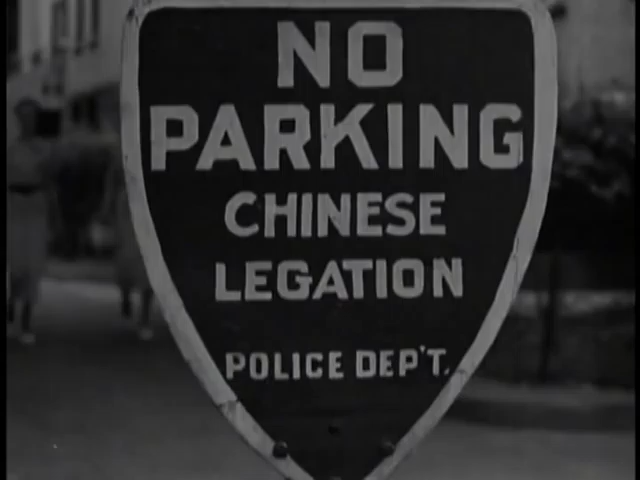 NO
PARKING
CHINESE
LEGATION
POLICE DEP'T.